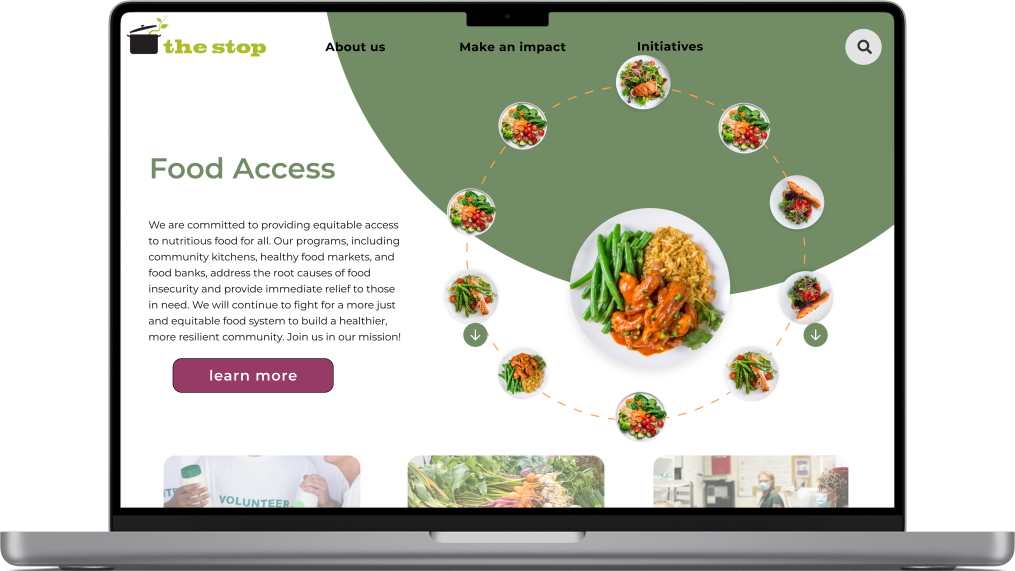 the stop
About us
Make an impact
Initiatives
Food Access
We are committed to providing equitable access
to nutritious food for all. Our programs, including
community kitchens, healthy food markets, and
food banks, address the root causes of food
insecurity and provide immediate relief to those
in need. We will continue to fight for a more just
and equitable food system to build a healthier,
more resilient community. Join us in our mission!
learn more
VOLUNTEER